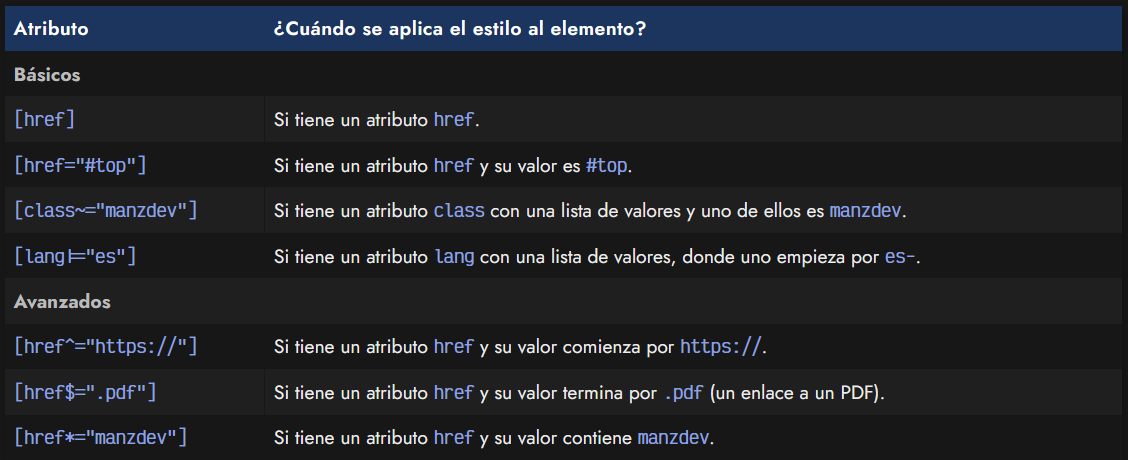 Atributo ¿Cuándo se aplica el estilo al elemento?
Básicos
[href] Si tiene un atributo href.
[href="#top"] Si tiene un atributo href y su valor es #top.
[class~="manzdev"] Si tiene un atributo class con una lista de valores y uno de ellos es manzdev.
[lang|="es"] Si tiene un atributo lang con una lista de valores, donde uno empieza por es-.
Avanzados
[href^="https://"] Si tiene un atributo href y su valor comienza por https://.
[href$=".pdf"] Si tiene un atributo href y su valor termina por .pdf (un enlace a un PDF).
[href*="manzdev"] Si tiene un atributo href y su valor contiene manzdev.